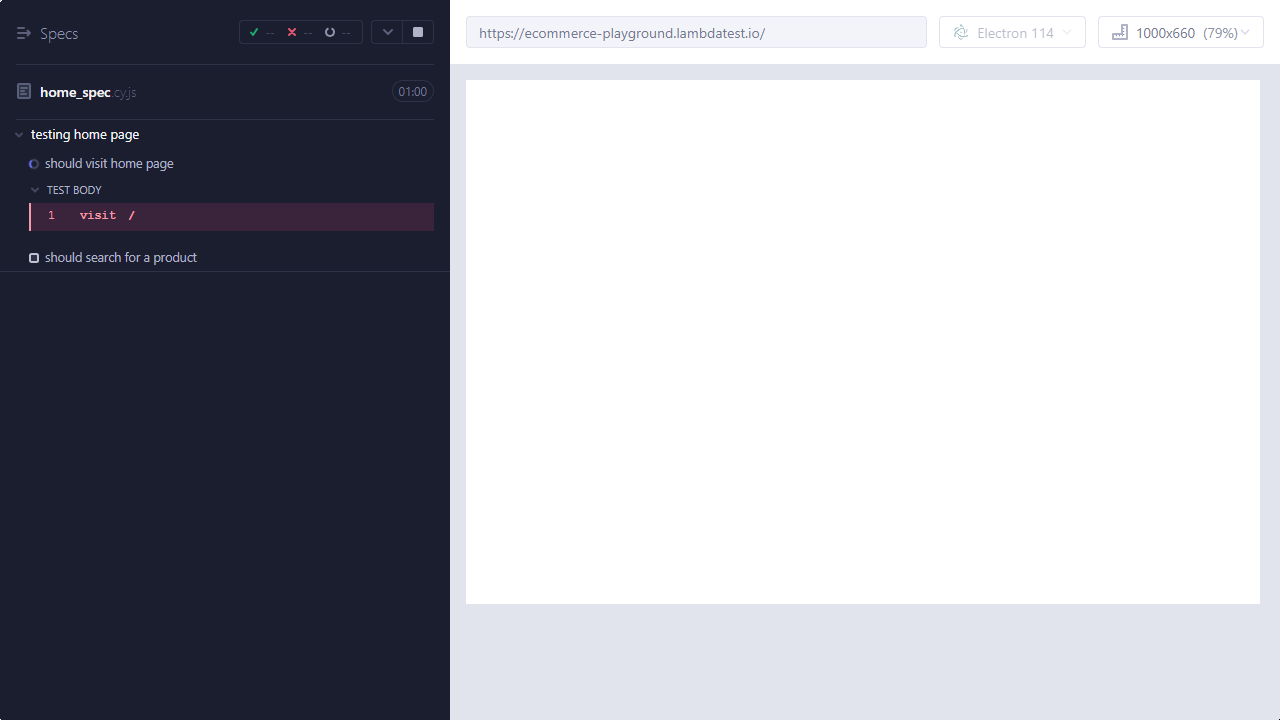 Specs
-- -- --
home_spec.cy.js 01:00
testing home page
should visit home page
TEST BODY
1 visit /
should search for a product
https://ecommerce-playground.lambdatest.io/
Electron 114
1000x660 (79%)